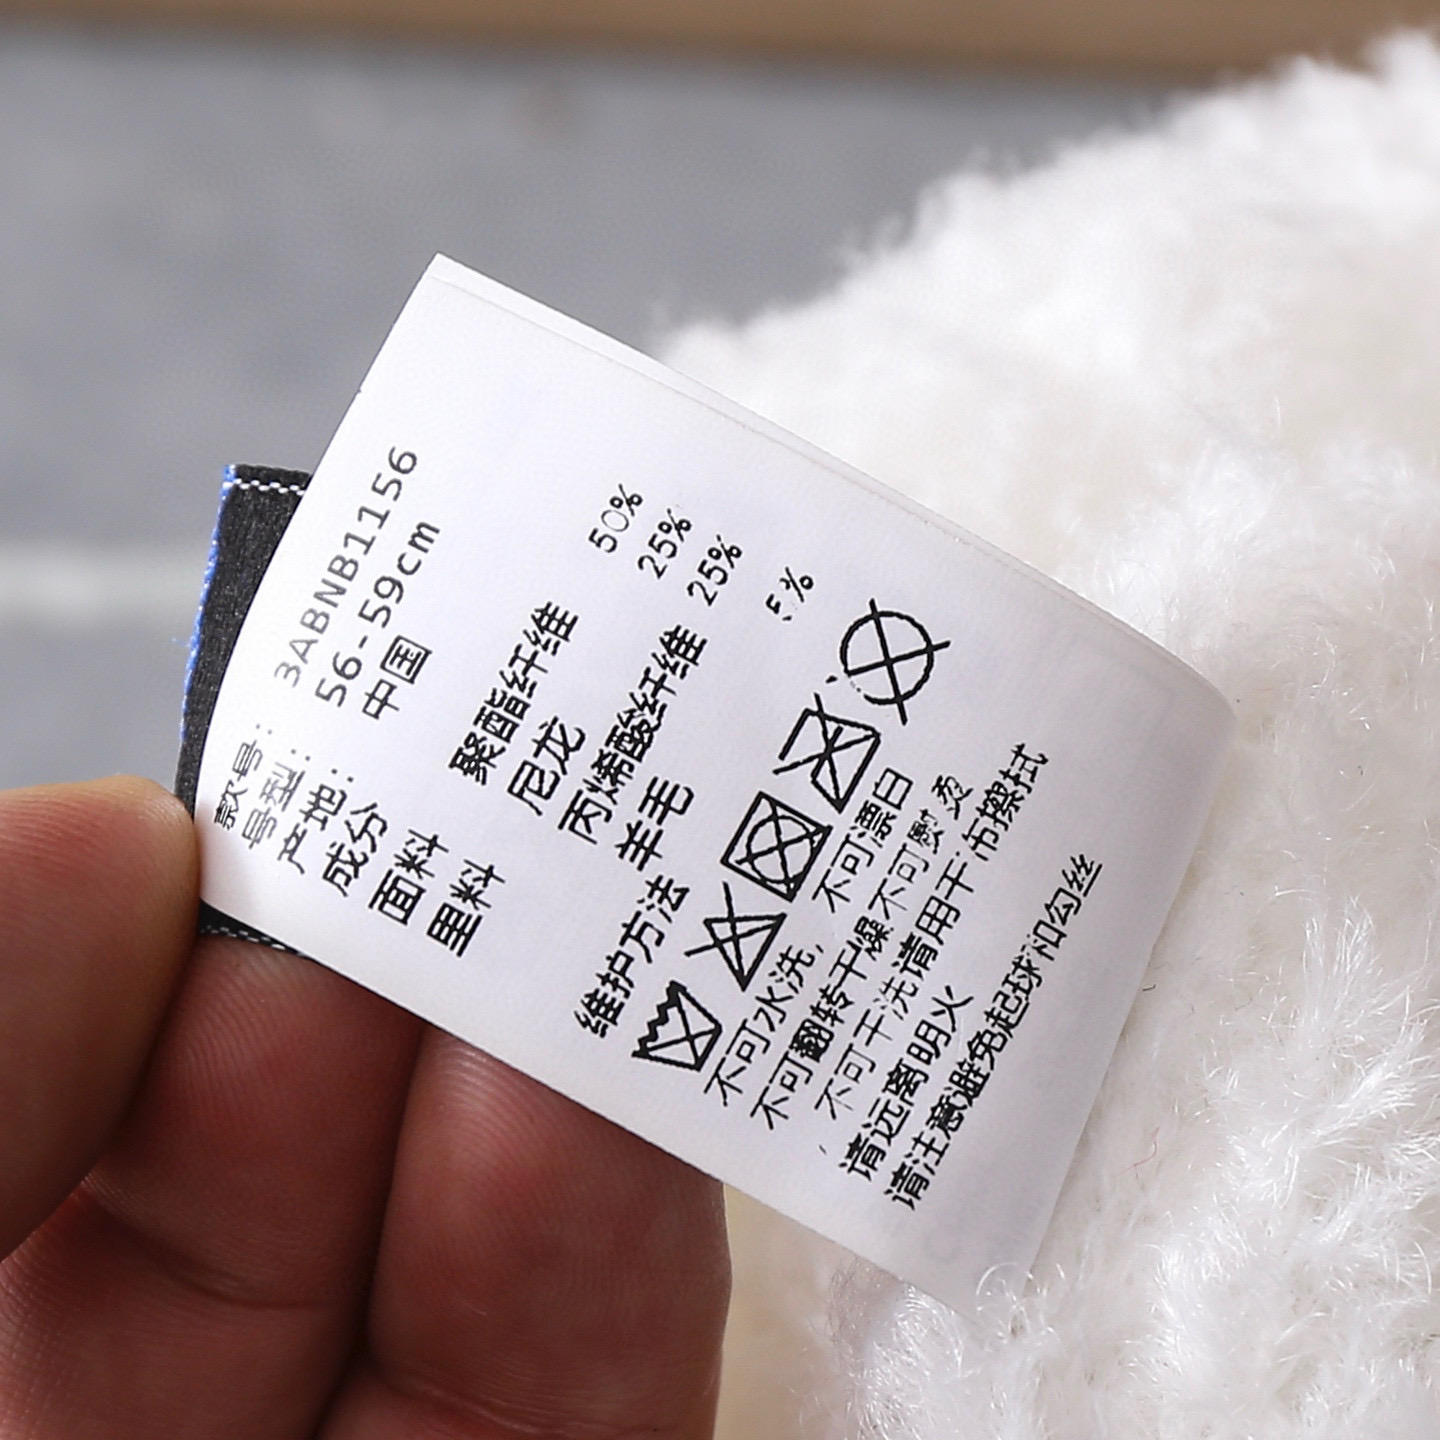 款号: 3ABNB1156
号型: 56-59cm
产地: 中国
成分
面料 聚酯纤维 50%
里料 尼龙 25%
丙烯酸纤维 25%
羊毛 5%
维护方法
不可水洗, 不可漂白
不可翻转干燥 不可熨烫
不可干洗 请用干布擦拭
请远离明火
请注意避免起球和勾丝